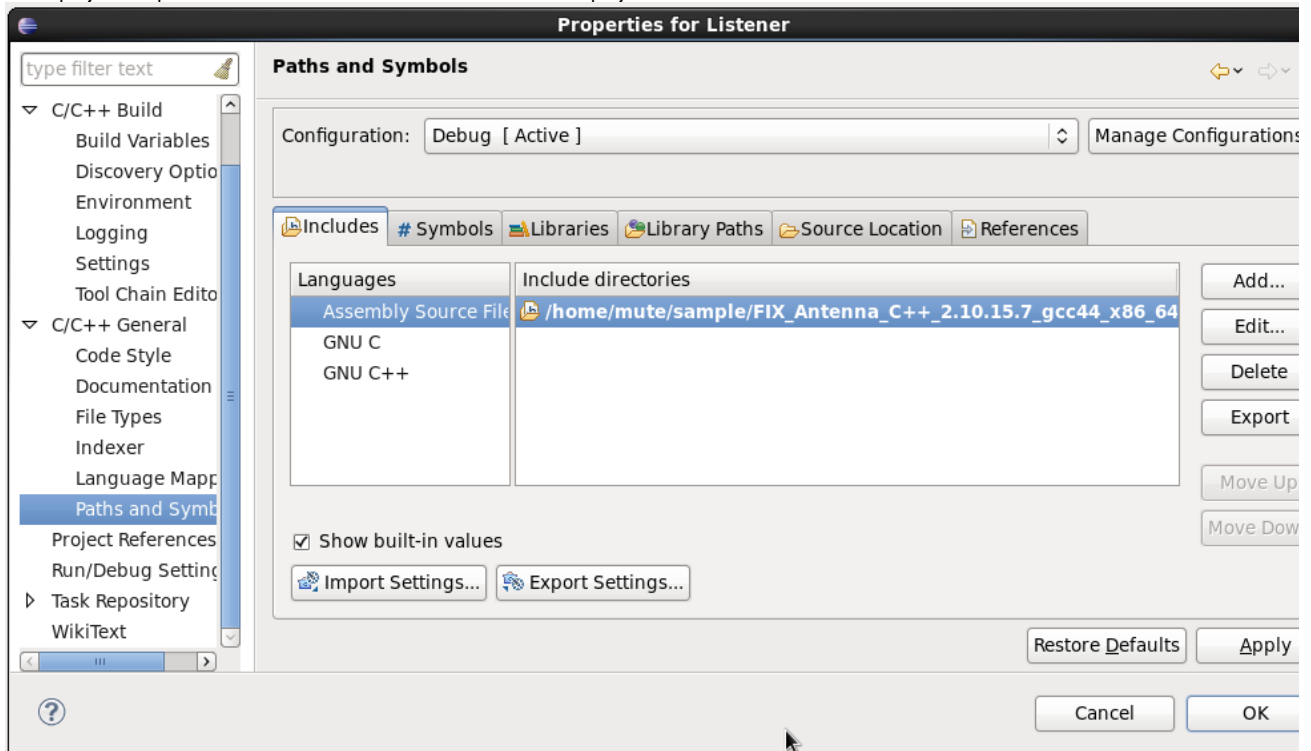 Properties for Listener
type filter text
Paths and Symbols
C/C++ Build
Build Variables
Discovery Optio
Environment
Logging
Settings
Tool Chain Edito
C/C++ General
Code Style
Documentation
File Types
Indexer
Language Mapp
Paths and Symb
Project References
Run/Debug Setting
Task Repository
WikiText
Configuration:
Debug [ Active ]
Manage Configurations
Includes
# Symbols
Libraries
Library Paths
Source Location
References
Languages
Include directories
Assembly Source File
/home/mute/sample/FIX_Antenna_C++_2.10.15.7_gcc44_x86_64
GNU C
GNU C++
Add...
Edit...
Delete
Export
Move Up
Move Dow
Show built-in values
Import Settings...
Export Settings...
Restore Defaults
Apply
Cancel
OK